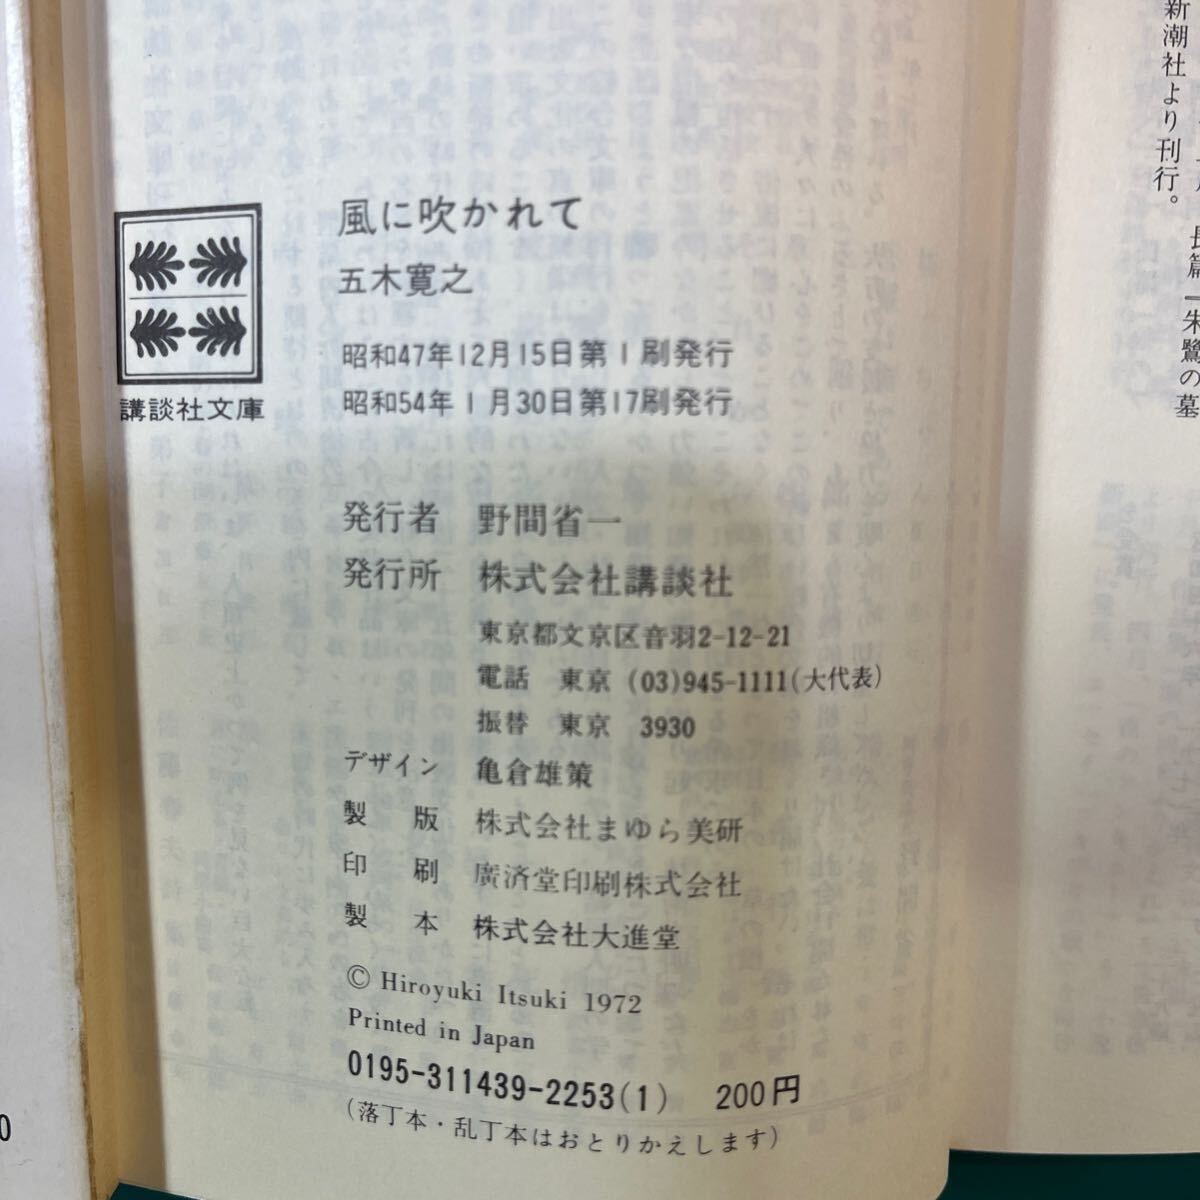 風に吹かれて
五木寛之
昭和47年12月15日第1刷発行
昭和54年1月30日第17刷発行
講談社文庫
発行者 野間省一
発行所 株式会社講談社
東京都文京区音羽2-12-21
電話 東京 (03)945-1111(大代表)
振替 東京 3930
デザイン 亀倉雄策
製版 株式会社まゆら美研
印刷 廣済堂印刷株式会社
製本 株式会社大進堂
© Hiroyuki Itsuki 1972
Printed in Japan
0195-311439-2253(1) 200円
(落丁本・乱丁本はおとりかえします)
新潮社より刊行。
長篇「朱鷺の墓
0